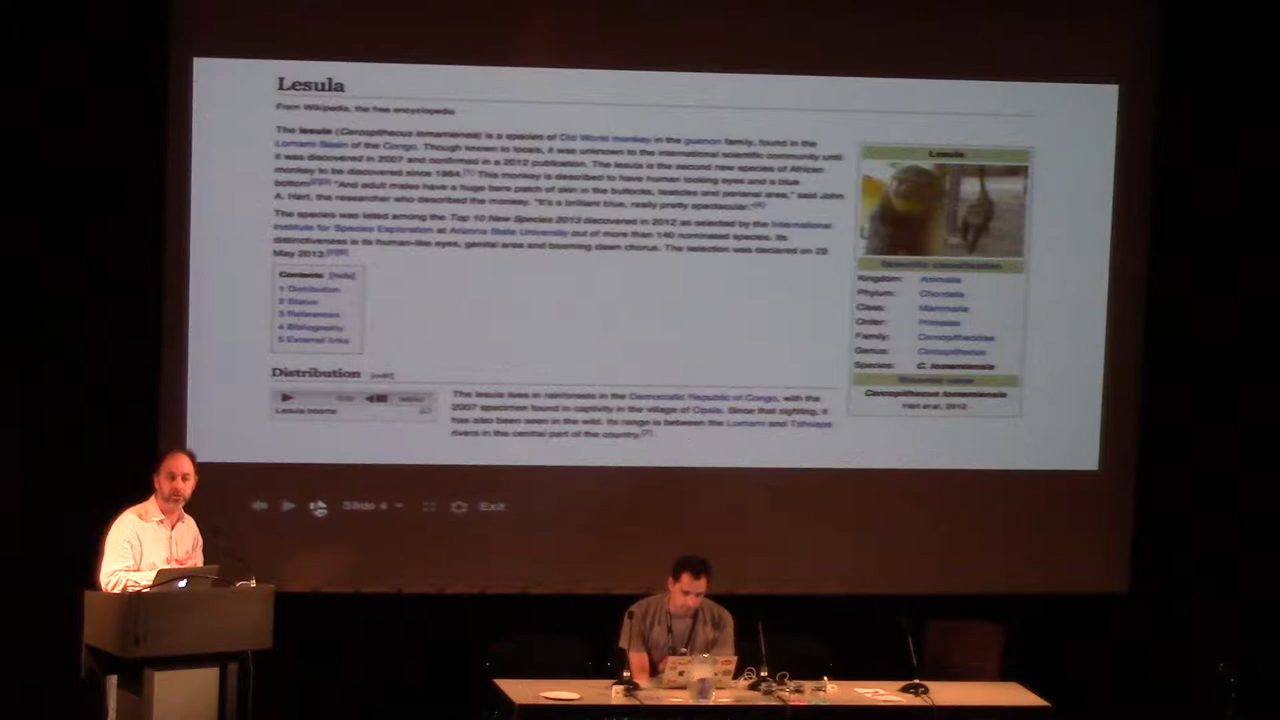 Lesula
From Wikipedia, the free encyclopedia
The lesula (Cercopithecus lomamiensis) is a species of Old World monkey in the guenon family, found in the
Lomami Basin of the Congo. Though known to locals, it was unknown to the international scientific community until
it was discovered in 2007 and confirmed in a 2012 publication. The lesula is the second new species of African
monkey to be discovered since 1984.[1] This monkey is described to have human looking eyes and a blue
bottom "And adult males have a huge bare patch of skin in the buttocks, testicles and perianal area," said John
A. Hart, the researcher who described the monkey. "It's a brilliant blue, really pretty spectacular."[4]
The species was listed among the Top 10 New Species 2013 discovered in 2012 as selected by the International
Institute for Species Exploration at Arizona State University out of more than 140 nominated species. Its
distinctiveness is its human-like eyes, genital area and booming dawn chorus. The selection was declared on 22
May 2013.
Contents [hide]
1 Distribution
2 Status
3 References
4 Bibliography
5 External links
Distribution [edit]
Lesula booms
The lesula lives in rainforests in the Democratic Republic of Congo, with the
2007 specimen found in captivity in the village of Opala. Since that sighting, it
has also been seen in the wild. Its range is between the Lomami and Tshuapa
rivers in the central part of the country.[7]
Lesula
Scientific classification
Kingdom: Animalia
Phylum: Chordata
Class: Mammalia
Order: Primates
Family: Cercopithecidae
Genus: Cercopithecus
Species: C. lomamiensis
Binomial name
Cercopithecus lomamiensis
Hart et al., 2012
Slide 4
Exit